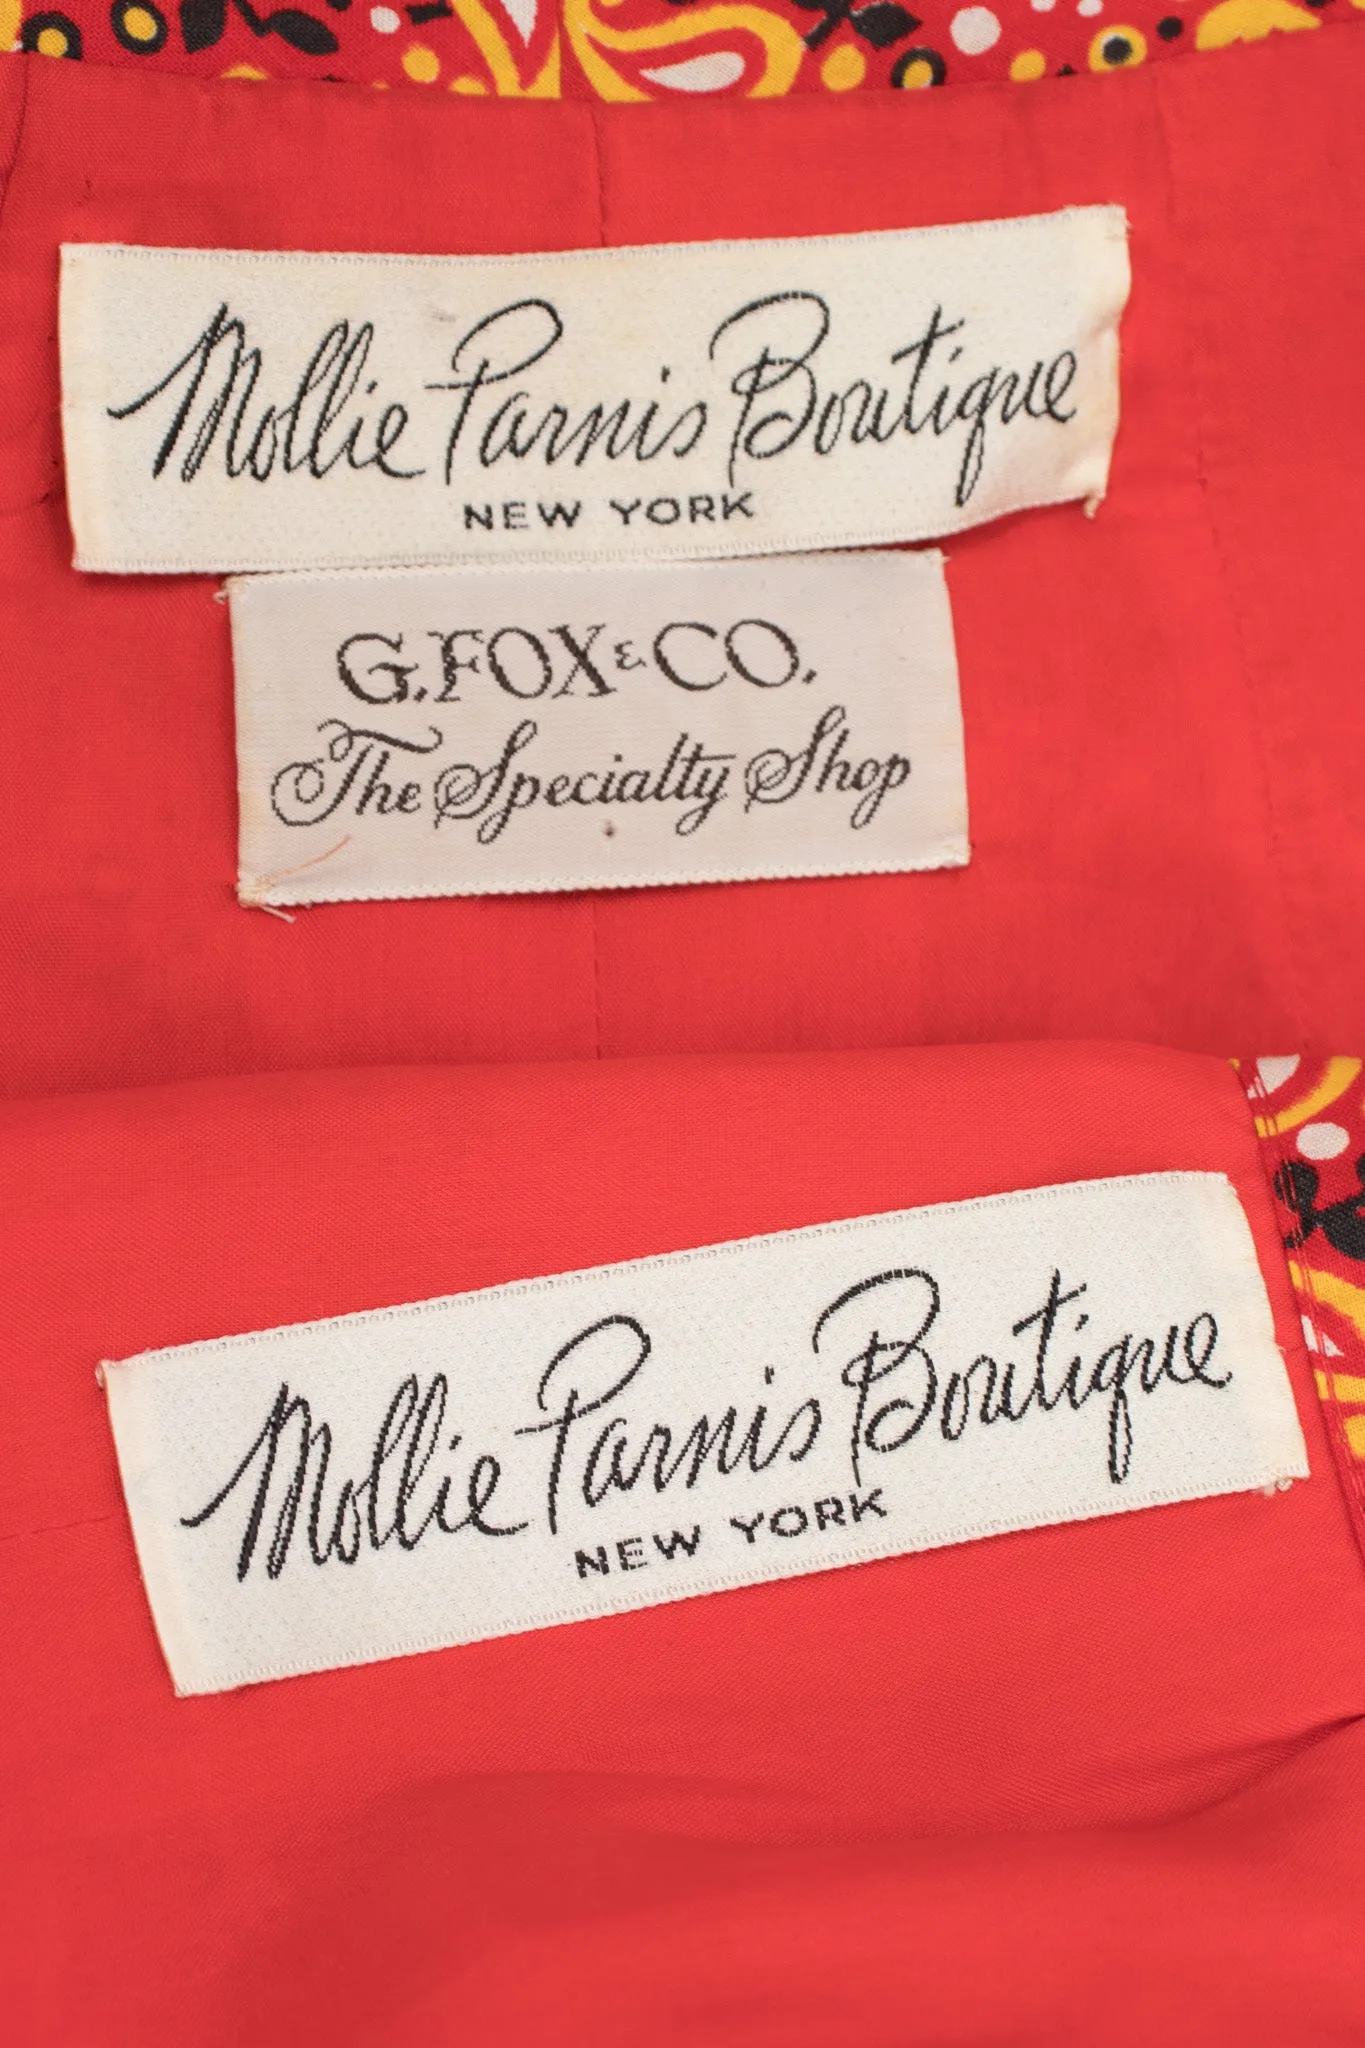 Mollie Parnis Boutique
NEW YORK
G. FOX & CO.
The Specialty Shop
Mollie Parnis Boutique
NEW YORK